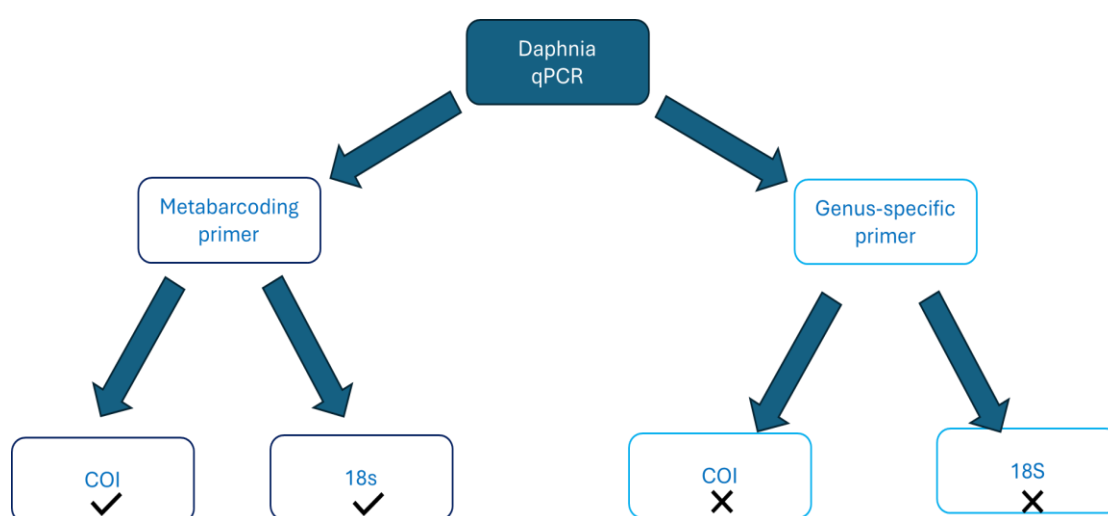 Daphnia
qPCR
Metabarcoding
primer
Genus-specific
primer
COI
18s
COI
18S